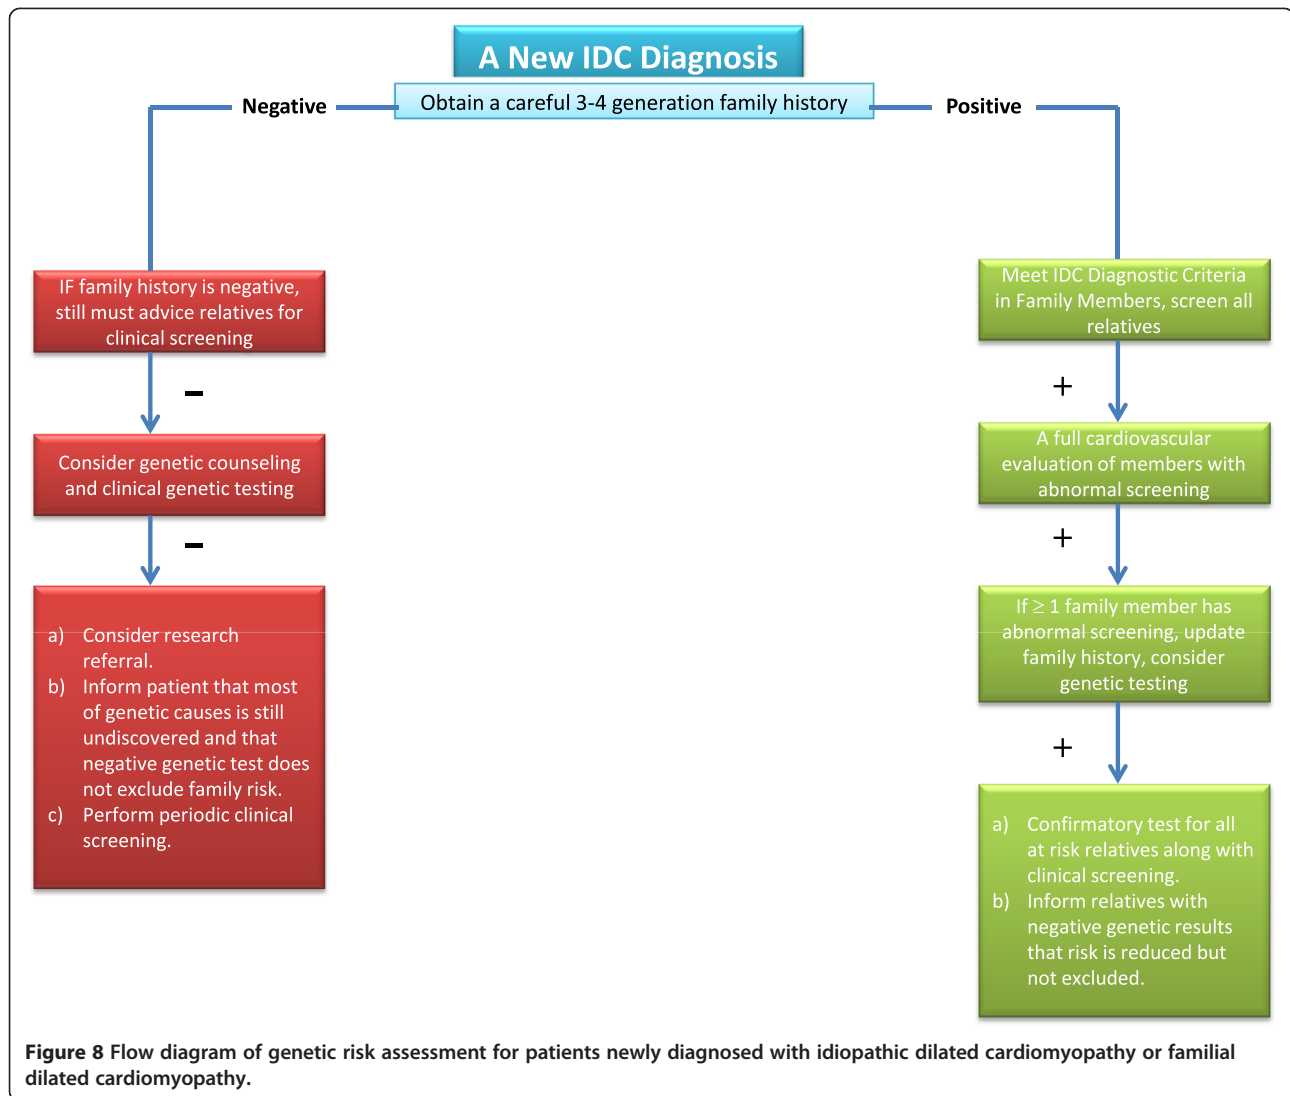 A New IDC Diagnosis
Obtain a careful 3-4 generation family history
Negative
Positive
IF family history is negative,
still must advice relatives for
clinical screening
–
Consider genetic counseling
and clinical genetic testing
–
a) Consider research
referral.
b) Inform patient that most
of genetic causes is still
undiscovered and that
negative genetic test does
not exclude family risk.
c) Perform periodic clinical
screening.
Meet IDC Diagnostic Criteria
in Family Members, screen all
relatives
+
A full cardiovascular
evaluation of members with
abnormal screening
+
If ≥ 1 family member has
abnormal screening, update
family history, consider
genetic testing
+
a) Confirmatory test for all
at risk relatives along with
clinical screening.
b) Inform relatives with
negative genetic results
that risk is reduced but
not excluded.
Figure 8 Flow diagram of genetic risk assessment for patients newly diagnosed with idiopathic dilated cardiomyopathy or familial
dilated cardiomyopathy.